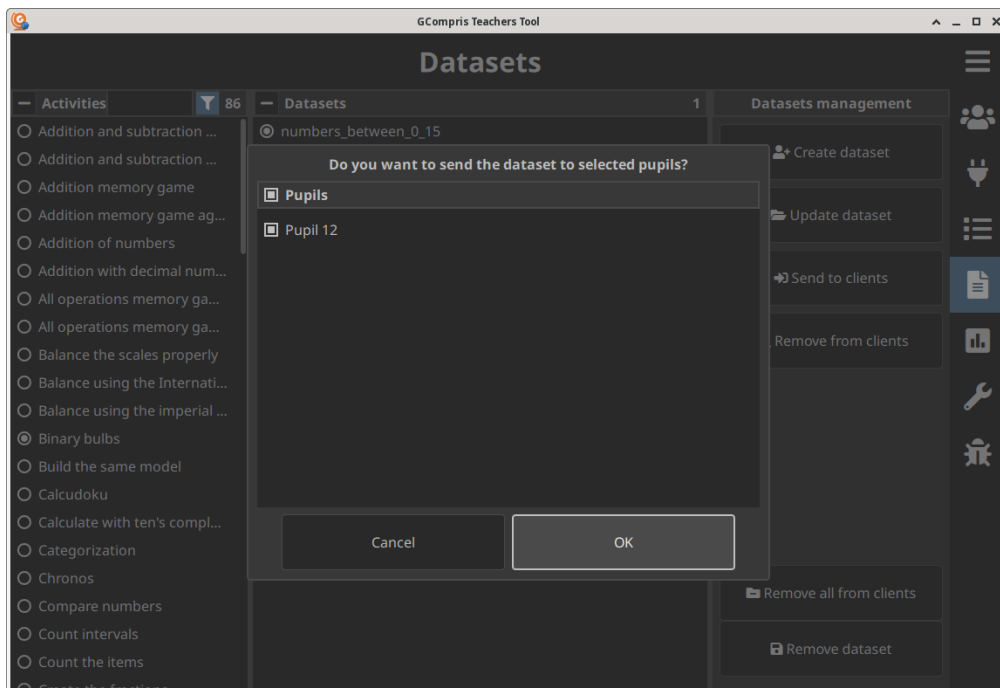 GCompris Teachers Tool
Datasets
Activities
86
Datasets
1
Datasets management
Addition and subtraction ...
Addition and subtraction ...
Addition memory game
Addition memory game ag...
Addition of numbers
Addition with decimal num...
All operations memory ga...
All operations memory ga...
Balance the scales properly
Balance using the Internati...
Balance using the imperial ...
Binary bulbs
Build the same model
Calcudoku
Calculate with ten's compl...
Categorization
Chronos
Compare numbers
Count intervals
Count the items
Create the fractions
numbers_between_0_15
Do you want to send the dataset to selected pupils?
Pupils
Pupil 12
Cancel
OK
Create dataset
Update dataset
Send to clients
Remove from clients
Remove all from clients
Remove dataset